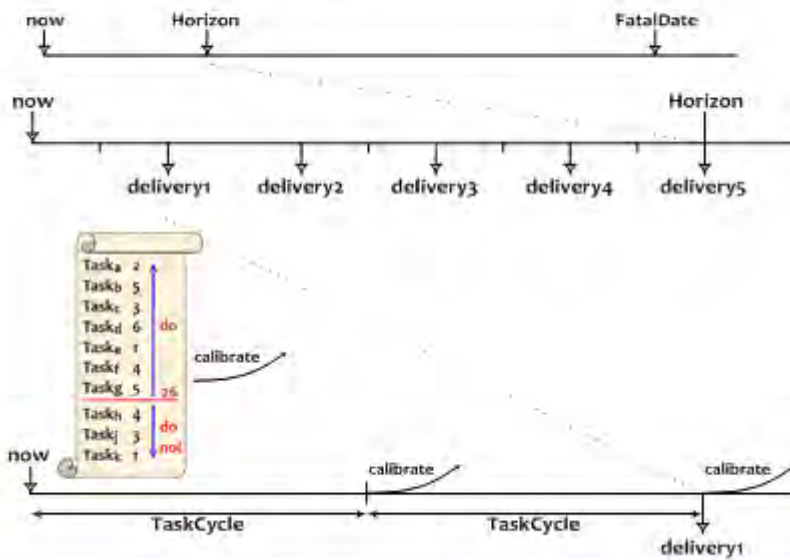 now Horizon FatalDate
now Horizon
delivery1 delivery2 delivery3 delivery4 delivery5
Taska 2
Taskb 5
Taskc 3
Taskd 6 do
Taske 1
Taskf 4 calibrate
Taskg 5 26
Taskh 4 do
Taskj 3 not
Taskk 1
now calibrate calibrate
TaskCycle TaskCycle
delivery1